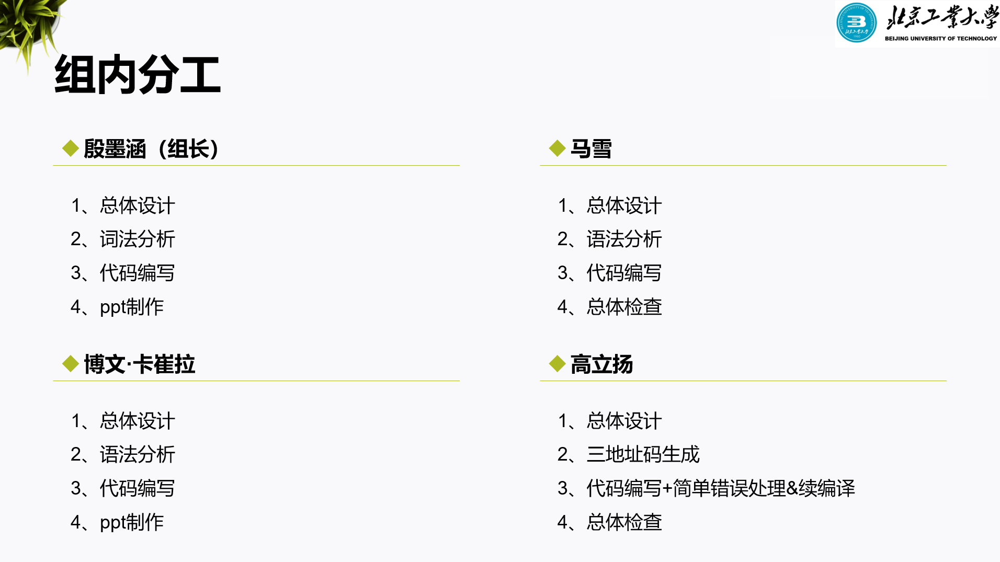 北京工業大學
BEIJING UNIVERSITY OF TECHNOLOGY
组内分工
殷墨涵（组长）
1、总体设计
2、词法分析
3、代码编写
4、ppt制作
马雪
1、总体设计
2、语法分析
3、代码编写
4、总体检查
博文·卡崔拉
1、总体设计
2、语法分析
3、代码编写
4、ppt制作
高立扬
1、总体设计
2、三地址码生成
3、代码编写+简单错误处理&续编译
4、总体检查